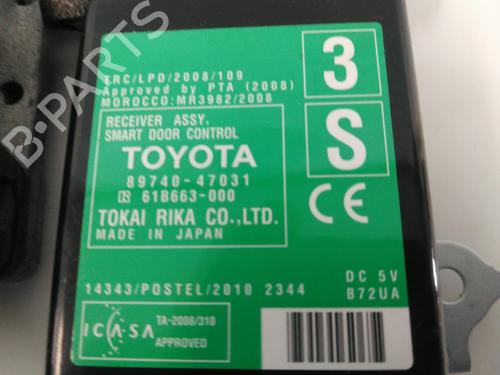 TRC/LPD/2008/109
Approved by PTA (2008)
MOROCCO:MR3982/2008
3
RECEIVER ASSY,
SMART DOOR CONTROL
S
TOYOTA
89740-47031
61B663-000
TOKAI RIKA CO.,LTD.
MADE IN JAPAN
CE
14343/POSTEL/2010 2344
DC 5V
B72UA
ICASA
TA-2008/310
APPROVED